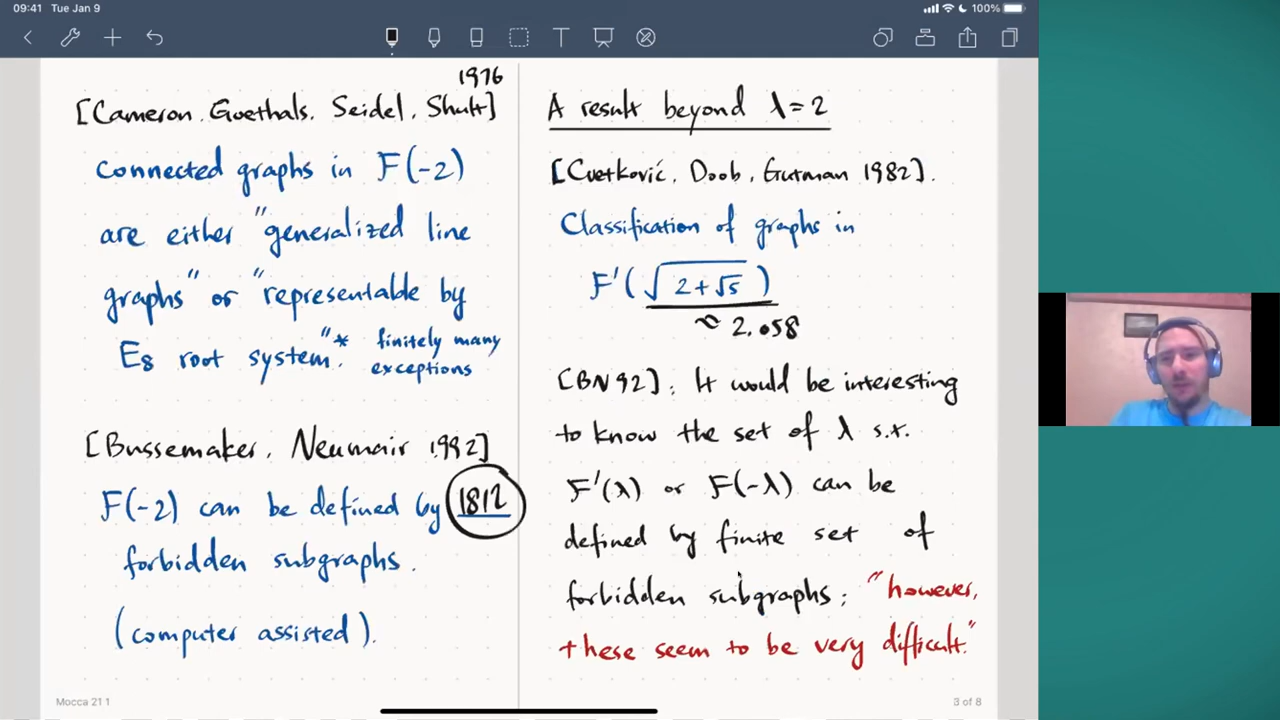 09:41 Tue Jan 9
100%
1976
[Cameron, Goethals, Seidel, Shult]
Connected graphs in F(-2)
are either "generalized line
graphs" or "representable by
E8 root system."* finitely many
exceptions
[Bussemaker, Neumair 1992]
F(-2) can be defined by 1812
forbidden subgraphs.
(computer assisted).
Mocca 21 1
A result beyond λ=2
[Cvetković, Doob, Gutman 1982].
Classification of graphs in
F'(√(2+√5))
≈ 2.058
[BN92]: It would be interesting
to know the set of λ s.t.
F'(λ) or F(-λ) can be
defined by finite set of
forbidden subgraphs; "however,
these seem to be very difficult."
3 of 8